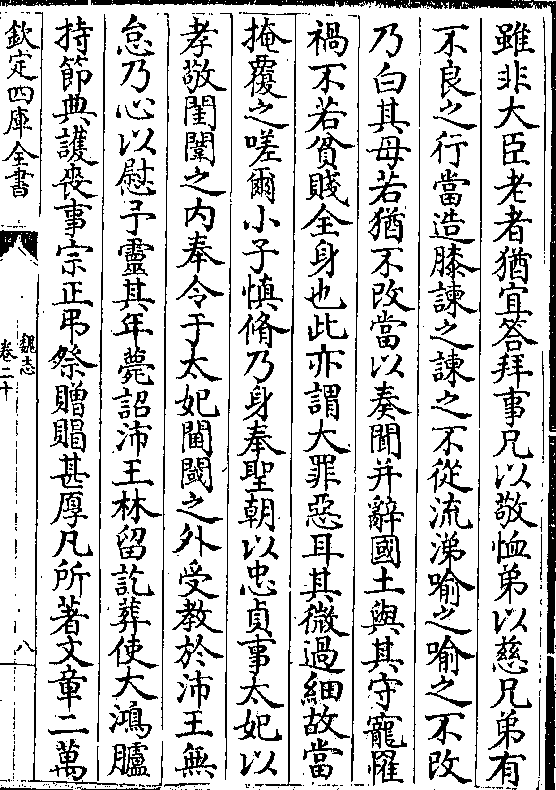 雖非大臣老者猶宜答拜事兄以敬恤弟以慈兄弟有
不良之行當造膝諫之諫之不從流涕喻之喻之不改
乃白其母若猶不改當以奏聞并辭國土與其守寵罹
禍不若貧賤全身也此亦謂大罪惡耳其微過細故當
掩覆之嗟爾小子慎脩乃身奉聖朝以忠貞事太妃以
孝敬閨闈之内奉令于太妃閫閾之外受教於沛王無
怠乃心以慰予靈其年薨詔沛王林留訖葬使大鴻臚
持節典護喪事宗正弔祭贈賵甚厚凡所著文章二萬
欽定四庫全書
魏志
卷二十
八